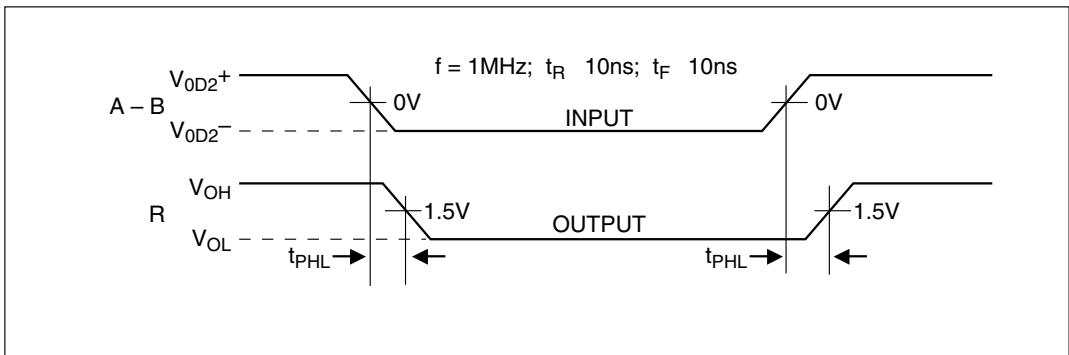 f = 1MHz; tR 10ns; tF 10ns
V0D2+
A – B
0V
0V
INPUT
V0D2–
VOH
R
1.5V
1.5V
OUTPUT
VOL
tPHL
tPHL